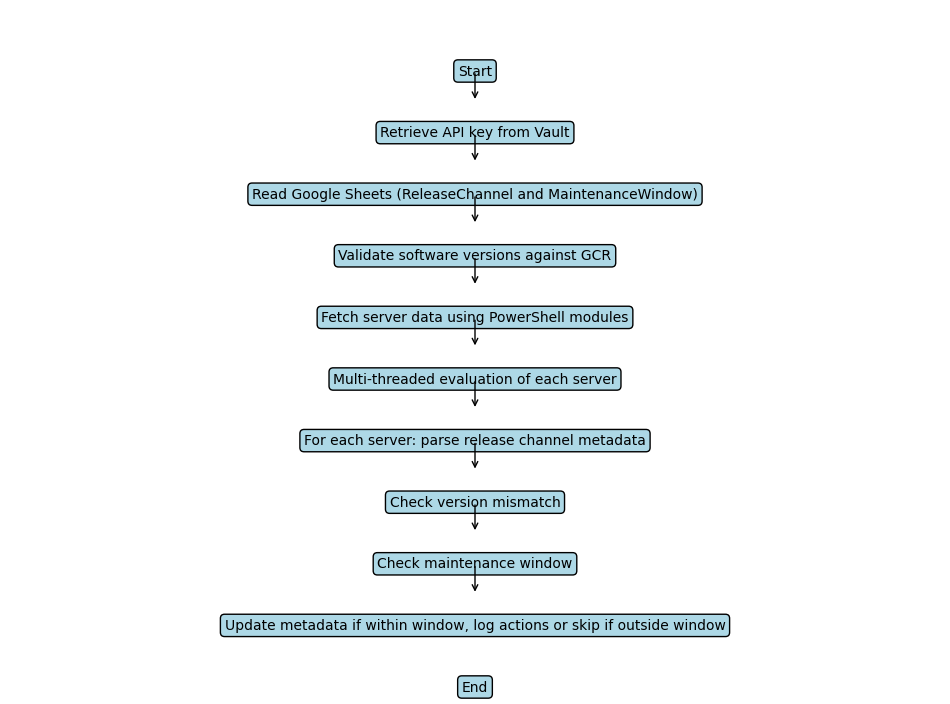 Start
Retrieve API key from Vault
Read Google Sheets (ReleaseChannel and MaintenanceWindow)
Validate software versions against GCR
Fetch server data using PowerShell modules
Multi-threaded evaluation of each server
For each server: parse release channel metadata
Check version mismatch
Check maintenance window
Update metadata if within window, log actions or skip if outside window
End